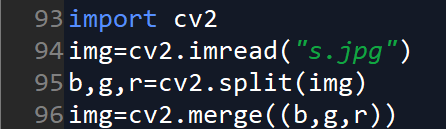 93 import cv2
94 img=cv2.imread("s.jpg")
95 b,g,r=cv2.split(img)
96 img=cv2.merge((b,g,r))